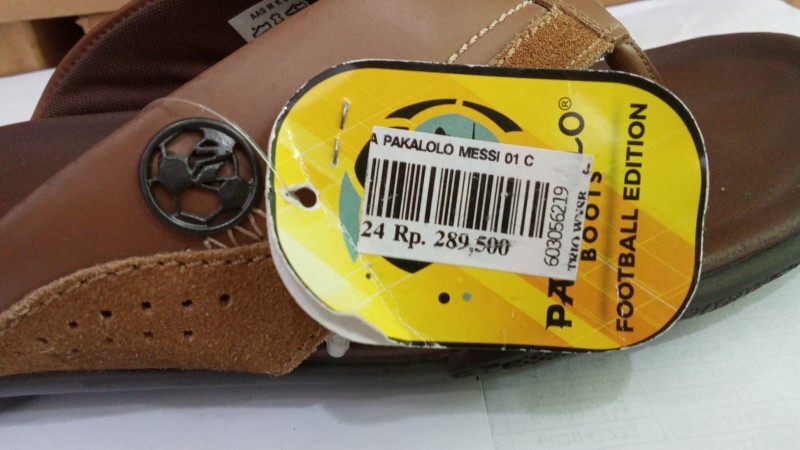 A PAKALOLO MESSI 01 C
24 Rp. 289,500
603056219
BOOTS
FOOTBALL EDITION